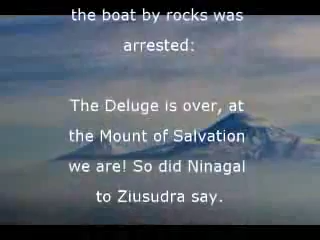 the boat by rocks was
arrested:
The Deluge is over, at
the Mount of Salvation
we are! So did Ninagal
to Ziusudra say.